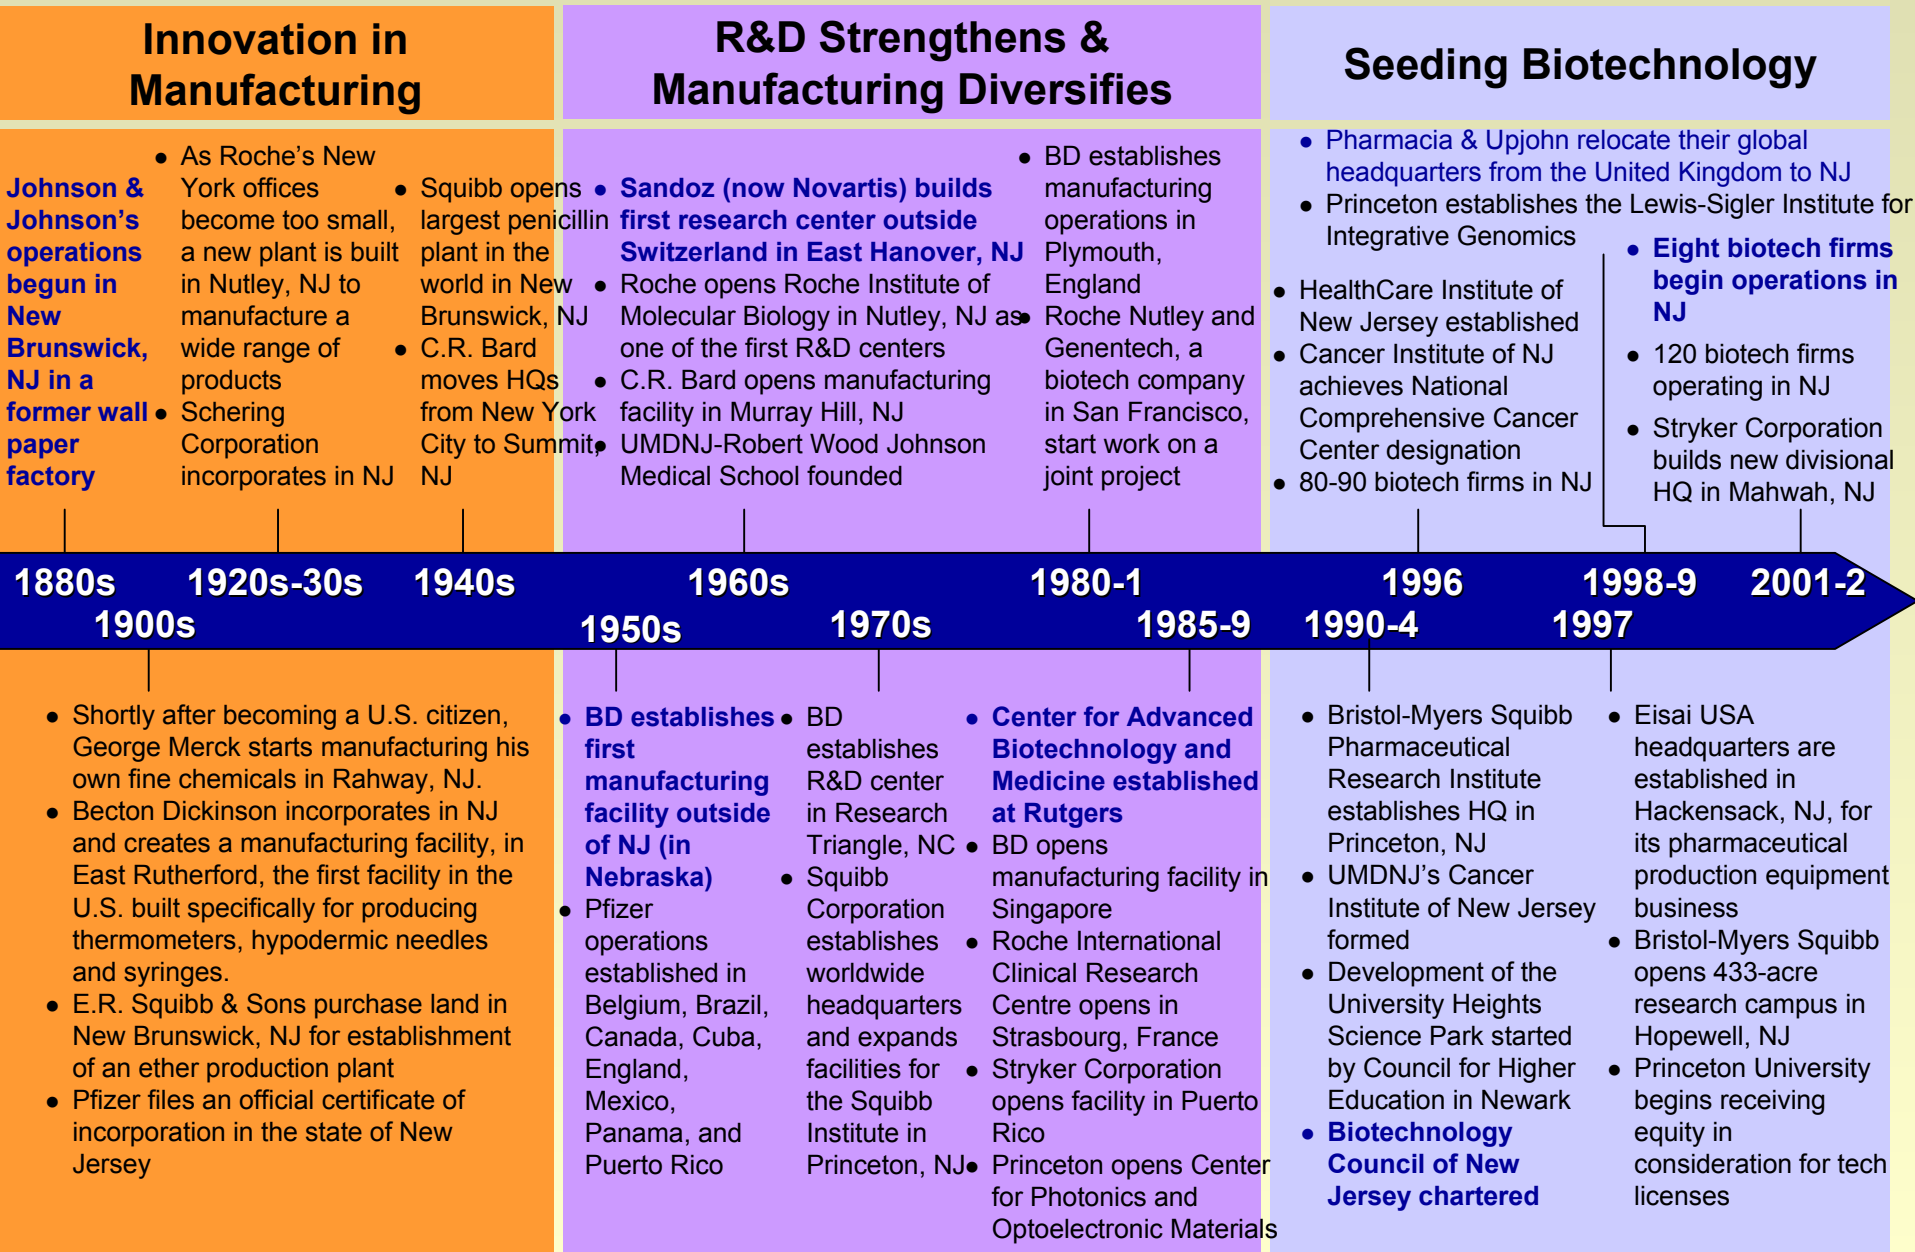 Innovation in
Manufacturing
R&D Strengthens &
Manufacturing Diversifies
Seeding Biotechnology
Johnson &
Johnson's
operations
begun in
New
Brunswick,
NJ in a
former wall
paper
factory
● As Roche's New
York offices
become too small,
a new plant is built
in Nutley, NJ to
manufacture a
wide range of
products
● Schering
Corporation
incorporates in NJ
● Squibb opens
largest penicillin
plant in the
world in New
Brunswick, NJ
● C.R. Bard
moves HQs
from New York
City to Summit,
NJ
● Sandoz (now Novartis) builds
first research center outside
Switzerland in East Hanover, NJ
● Roche opens Roche Institute of
Molecular Biology in Nutley, NJ as
one of the first R&D centers
● C.R. Bard opens manufacturing
facility in Murray Hill, NJ
● UMDNJ-Robert Wood Johnson
Medical School founded
● BD establishes
manufacturing
operations in
Plymouth,
England
● Roche Nutley and
Genentech, a
biotech company
in San Francisco,
start work on a
joint project
● Pharmacia & Upjohn relocate their global
headquarters from the United Kingdom to NJ
● Princeton establishes the Lewis-Sigler Institute for
Integrative Genomics
● HealthCare Institute of
New Jersey established
● Cancer Institute of NJ
achieves National
Comprehensive Cancer
Center designation
● 80-90 biotech firms in NJ
● Eight biotech firms
begin operations in
NJ
● 120 biotech firms
operating in NJ
● Stryker Corporation
builds new divisional
HQ in Mahwah, NJ
1880s
1920s-30s
1940s
1960s
1980-1
1996
1998-9
2001-2
1900s
1950s
1970s
1985-9
1990-4
1997
● Shortly after becoming a U.S. citizen,
George Merck starts manufacturing his
own fine chemicals in Rahway, NJ.
● Becton Dickinson incorporates in NJ
and creates a manufacturing facility, in
East Rutherford, the first facility in the
U.S. built specifically for producing
thermometers, hypodermic needles
and syringes.
● E.R. Squibb & Sons purchase land in
New Brunswick, NJ for establishment
of an ether production plant
● Pfizer files an official certificate of
incorporation in the state of New
Jersey
● BD establishes
first
manufacturing
facility outside
of NJ (in
Nebraska)
● Pfizer
operations
established in
Belgium, Brazil,
Canada, Cuba,
England,
Mexico,
Panama, and
Puerto Rico
● BD
establishes
R&D center
in Research
Triangle, NC
● Squibb
Corporation
establishes
worldwide
headquarters
and expands
facilities for
the Squibb
Institute in
Princeton, NJ
● Center for Advanced
Biotechnology and
Medicine established
at Rutgers
● BD opens
manufacturing facility in
Singapore
● Roche International
Clinical Research
Centre opens in
Strasbourg, France
● Stryker Corporation
opens facility in Puerto
Rico
● Princeton opens Center
for Photonics and
Optoelectronic Materials
● Bristol-Myers Squibb
Pharmaceutical
Research Institute
establishes HQ in
Princeton, NJ
● UMDNJ's Cancer
Institute of New Jersey
formed
● Development of the
University Heights
Science Park started
by Council for Higher
Education in Newark
● Biotechnology
Council of New
Jersey chartered
● Eisai USA
headquarters are
established in
Hackensack, NJ, for
its pharmaceutical
production equipment
business
● Bristol-Myers Squibb
opens 433-acre
research campus in
Hopewell, NJ
● Princeton University
begins receiving
equity in
consideration for tech
licenses